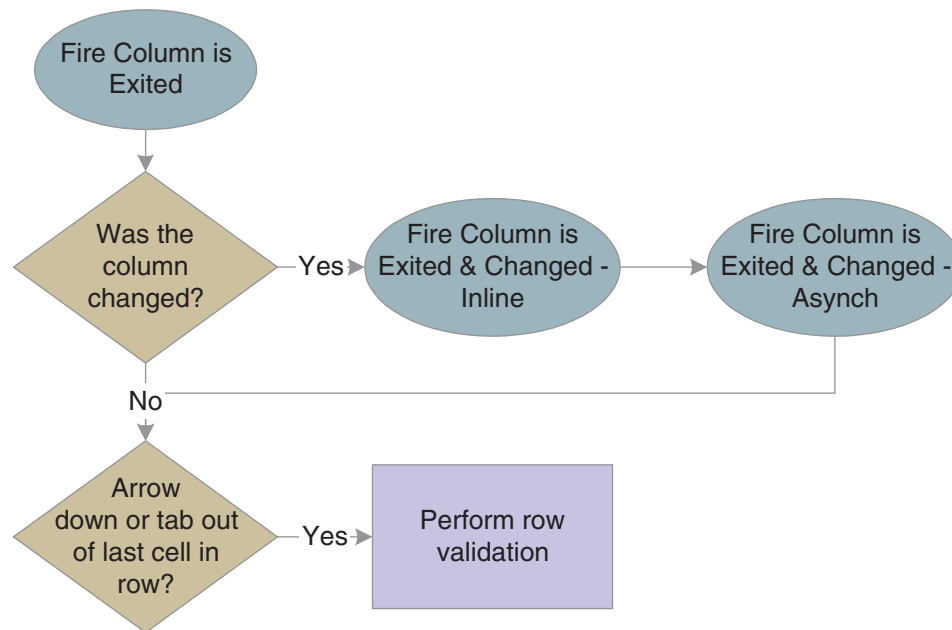 Fire Column is
Exited
Was the
column
changed?
Yes
Fire Column is
Exited & Changed -
Inline
Fire Column is
Exited & Changed -
Asynch
No
Arrow
down or tab out
of last cell in
row?
Yes
Perform row
validation